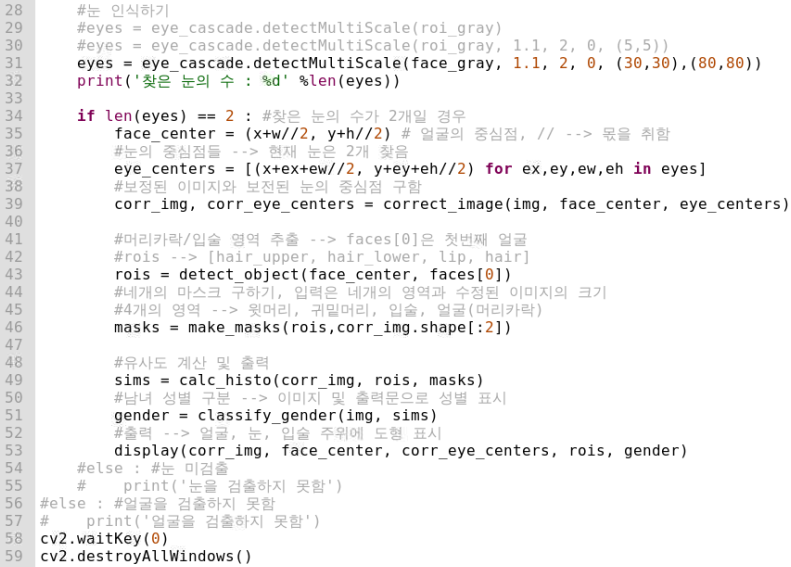 28 #눈 인식하기
29 #eyes = eye_cascade.detectMultiScale(roi_gray)
30 #eyes = eye_cascade.detectMultiScale(roi_gray, 1.1, 2, 0, (5,5))
31 eyes = eye_cascade.detectMultiScale(face_gray, 1.1, 2, 0, (30,30),(80,80))
32 print('찾은 눈의 수 : %d' %len(eyes))
33
34 if len(eyes) == 2 : #찾은 눈의 수가 2개일 경우
35 face_center = (x+w//2, y+h//2) # 얼굴의 중심점, // --> 몫을 취함
36 #눈의 중심점들 --> 현재 눈은 2개 찾음
37 eye_centers = [(x+ex+ew//2, y+ey+eh//2) for ex,ey,ew,eh in eyes]
38 #보정된 이미지와 보전된 눈의 중심점 구함
39 corr_img, corr_eye_centers = correct_image(img, face_center, eye_centers)
40
41 #머리카락/입술 영역 추출 --> faces[0]은 첫번째 얼굴
42 #rois --> [hair_upper, hair_lower, lip, hair]
43 rois = detect_object(face_center, faces[0])
44 #네개의 마스크 구하기, 입력은 네개의 영역과 수정된 이미지의 크기
45 #4개의 영역 --> 윗머리, 귀밑머리, 입술, 얼굴(머리카락)
46 masks = make_masks(rois,corr_img.shape[:2])
47
48 #유사도 계산 및 출력
49 sims = calc_histo(corr_img, rois, masks)
50 #남녀 성별 구분 --> 이미지 및 출력문으로 성별 표시
51 gender = classify_gender(img, sims)
52 #출력 --> 얼굴, 눈, 입술 주위에 도형 표시
53 display(corr_img, face_center, corr_eye_centers, rois, gender)
54 #else : #눈 미검출
55 # print('눈을 검출하지 못함')
56 #else : #얼굴을 검출하지 못함
57 # print('얼굴을 검출하지 못함')
58 cv2.waitKey(0)
59 cv2.destroyAllWindows()